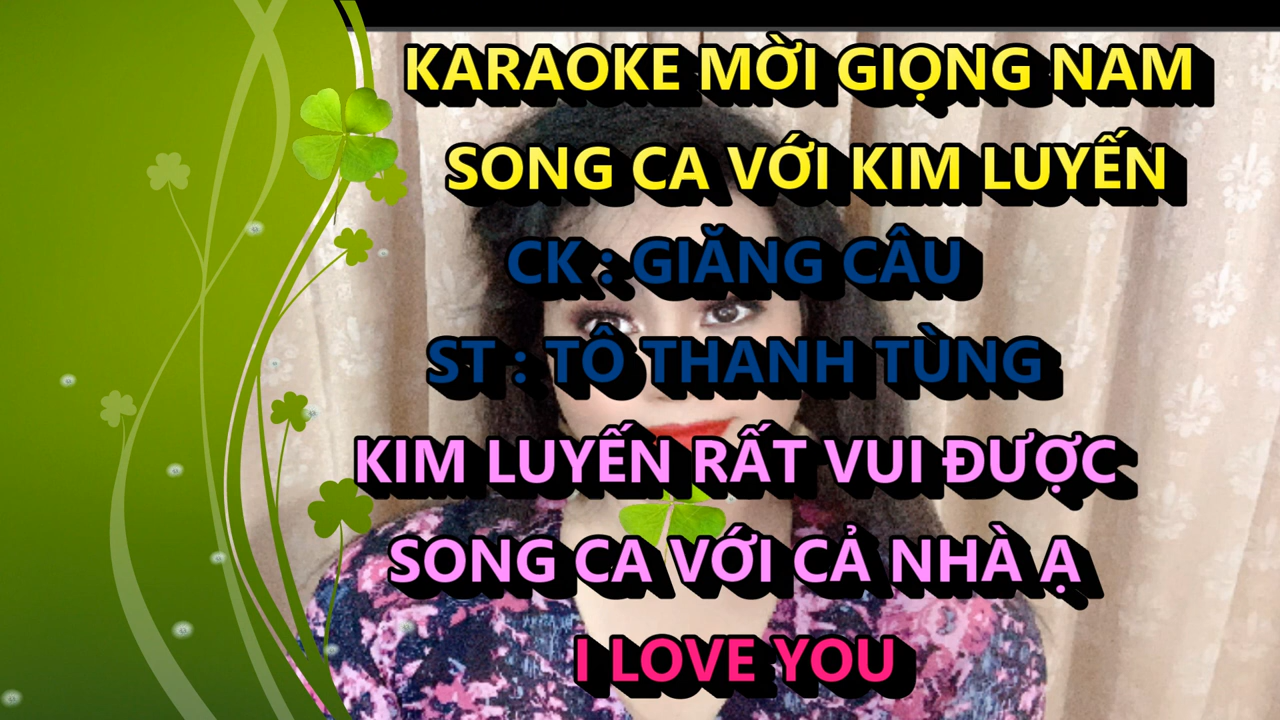 KARAOKE MỜI GIỌNG NAM
SONG CA VỚI KIM LUYẾN
CK : GIĂNG CÂU
ST : TÔ THANH TÙNG
KIM LUYẾN RẤT VUI ĐƯỢC
SONG CA VỚI CẢ NHÀ Ạ
I LOVE YOU